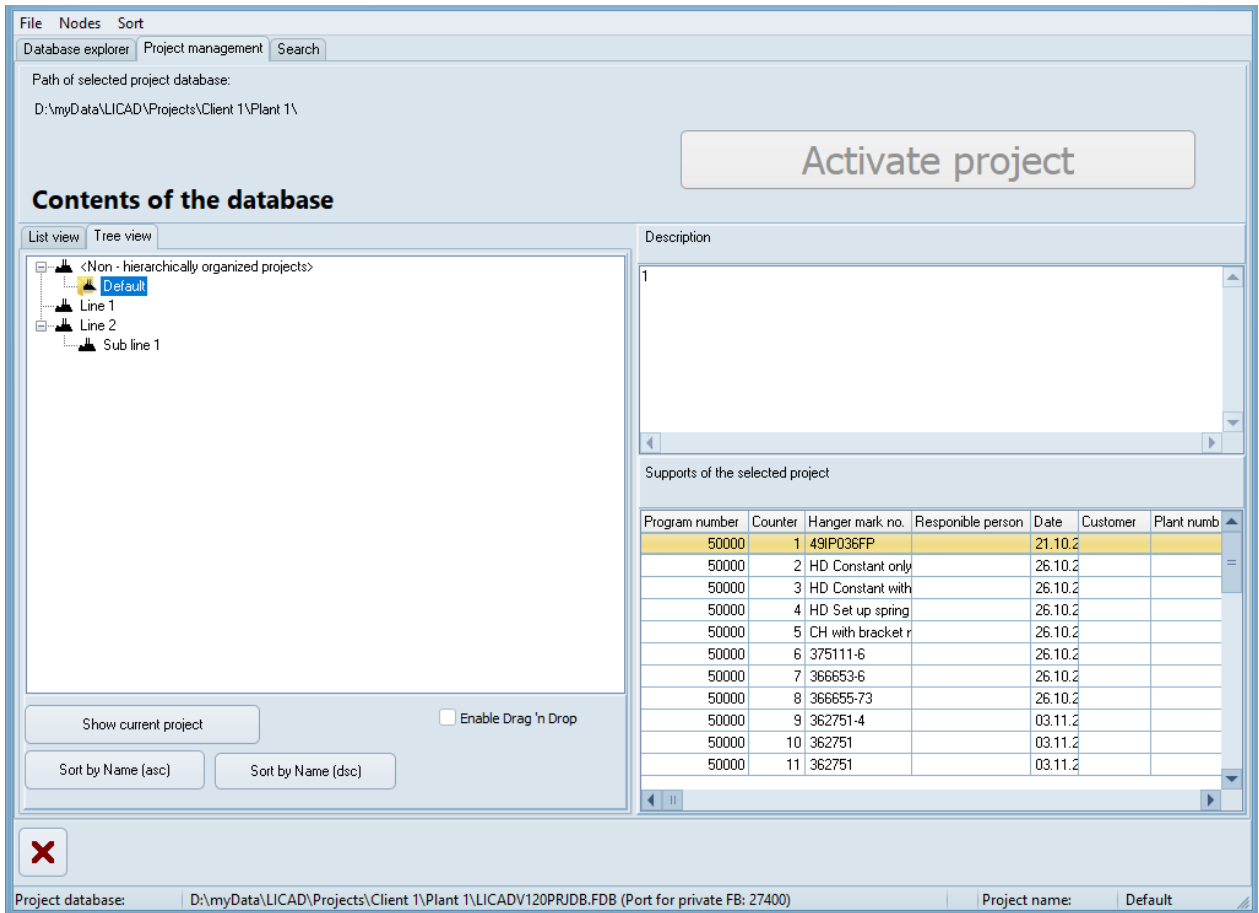 File Nodes Sort
Database explorer Project management Search
Path of selected project database:
D:\myData\LICAD\Projects\Client 1\Plant 1\
Activate project
Contents of the database
List view Tree view
<Non - hierarchically organized projects>
Default
Line 1
Line 2
Sub line 1
Show current project
Enable Drag 'n Drop
Sort by Name (asc) Sort by Name (dsc)
Description
1
Supports of the selected project
Program number Counter Hanger mark no. Responible person Date Customer Plant numb
50000 1 49IP036FP 21.10.2
50000 2 HD Constant only 26.10.2
50000 3 HD Constant with 26.10.2
50000 4 HD Set up spring 26.10.2
50000 5 CH with bracket r 26.10.2
50000 6 375111-6 26.10.2
50000 7 366653-6 26.10.2
50000 8 366655-73 26.10.2
50000 9 362751-4 03.11.2
50000 10 362751 03.11.2
50000 11 362751 03.11.2
Project database: D:\myData\LICAD\Projects\Client 1\Plant 1\LICADV120PRJDB.FDB (Port for private FB: 27400) Project name: Default